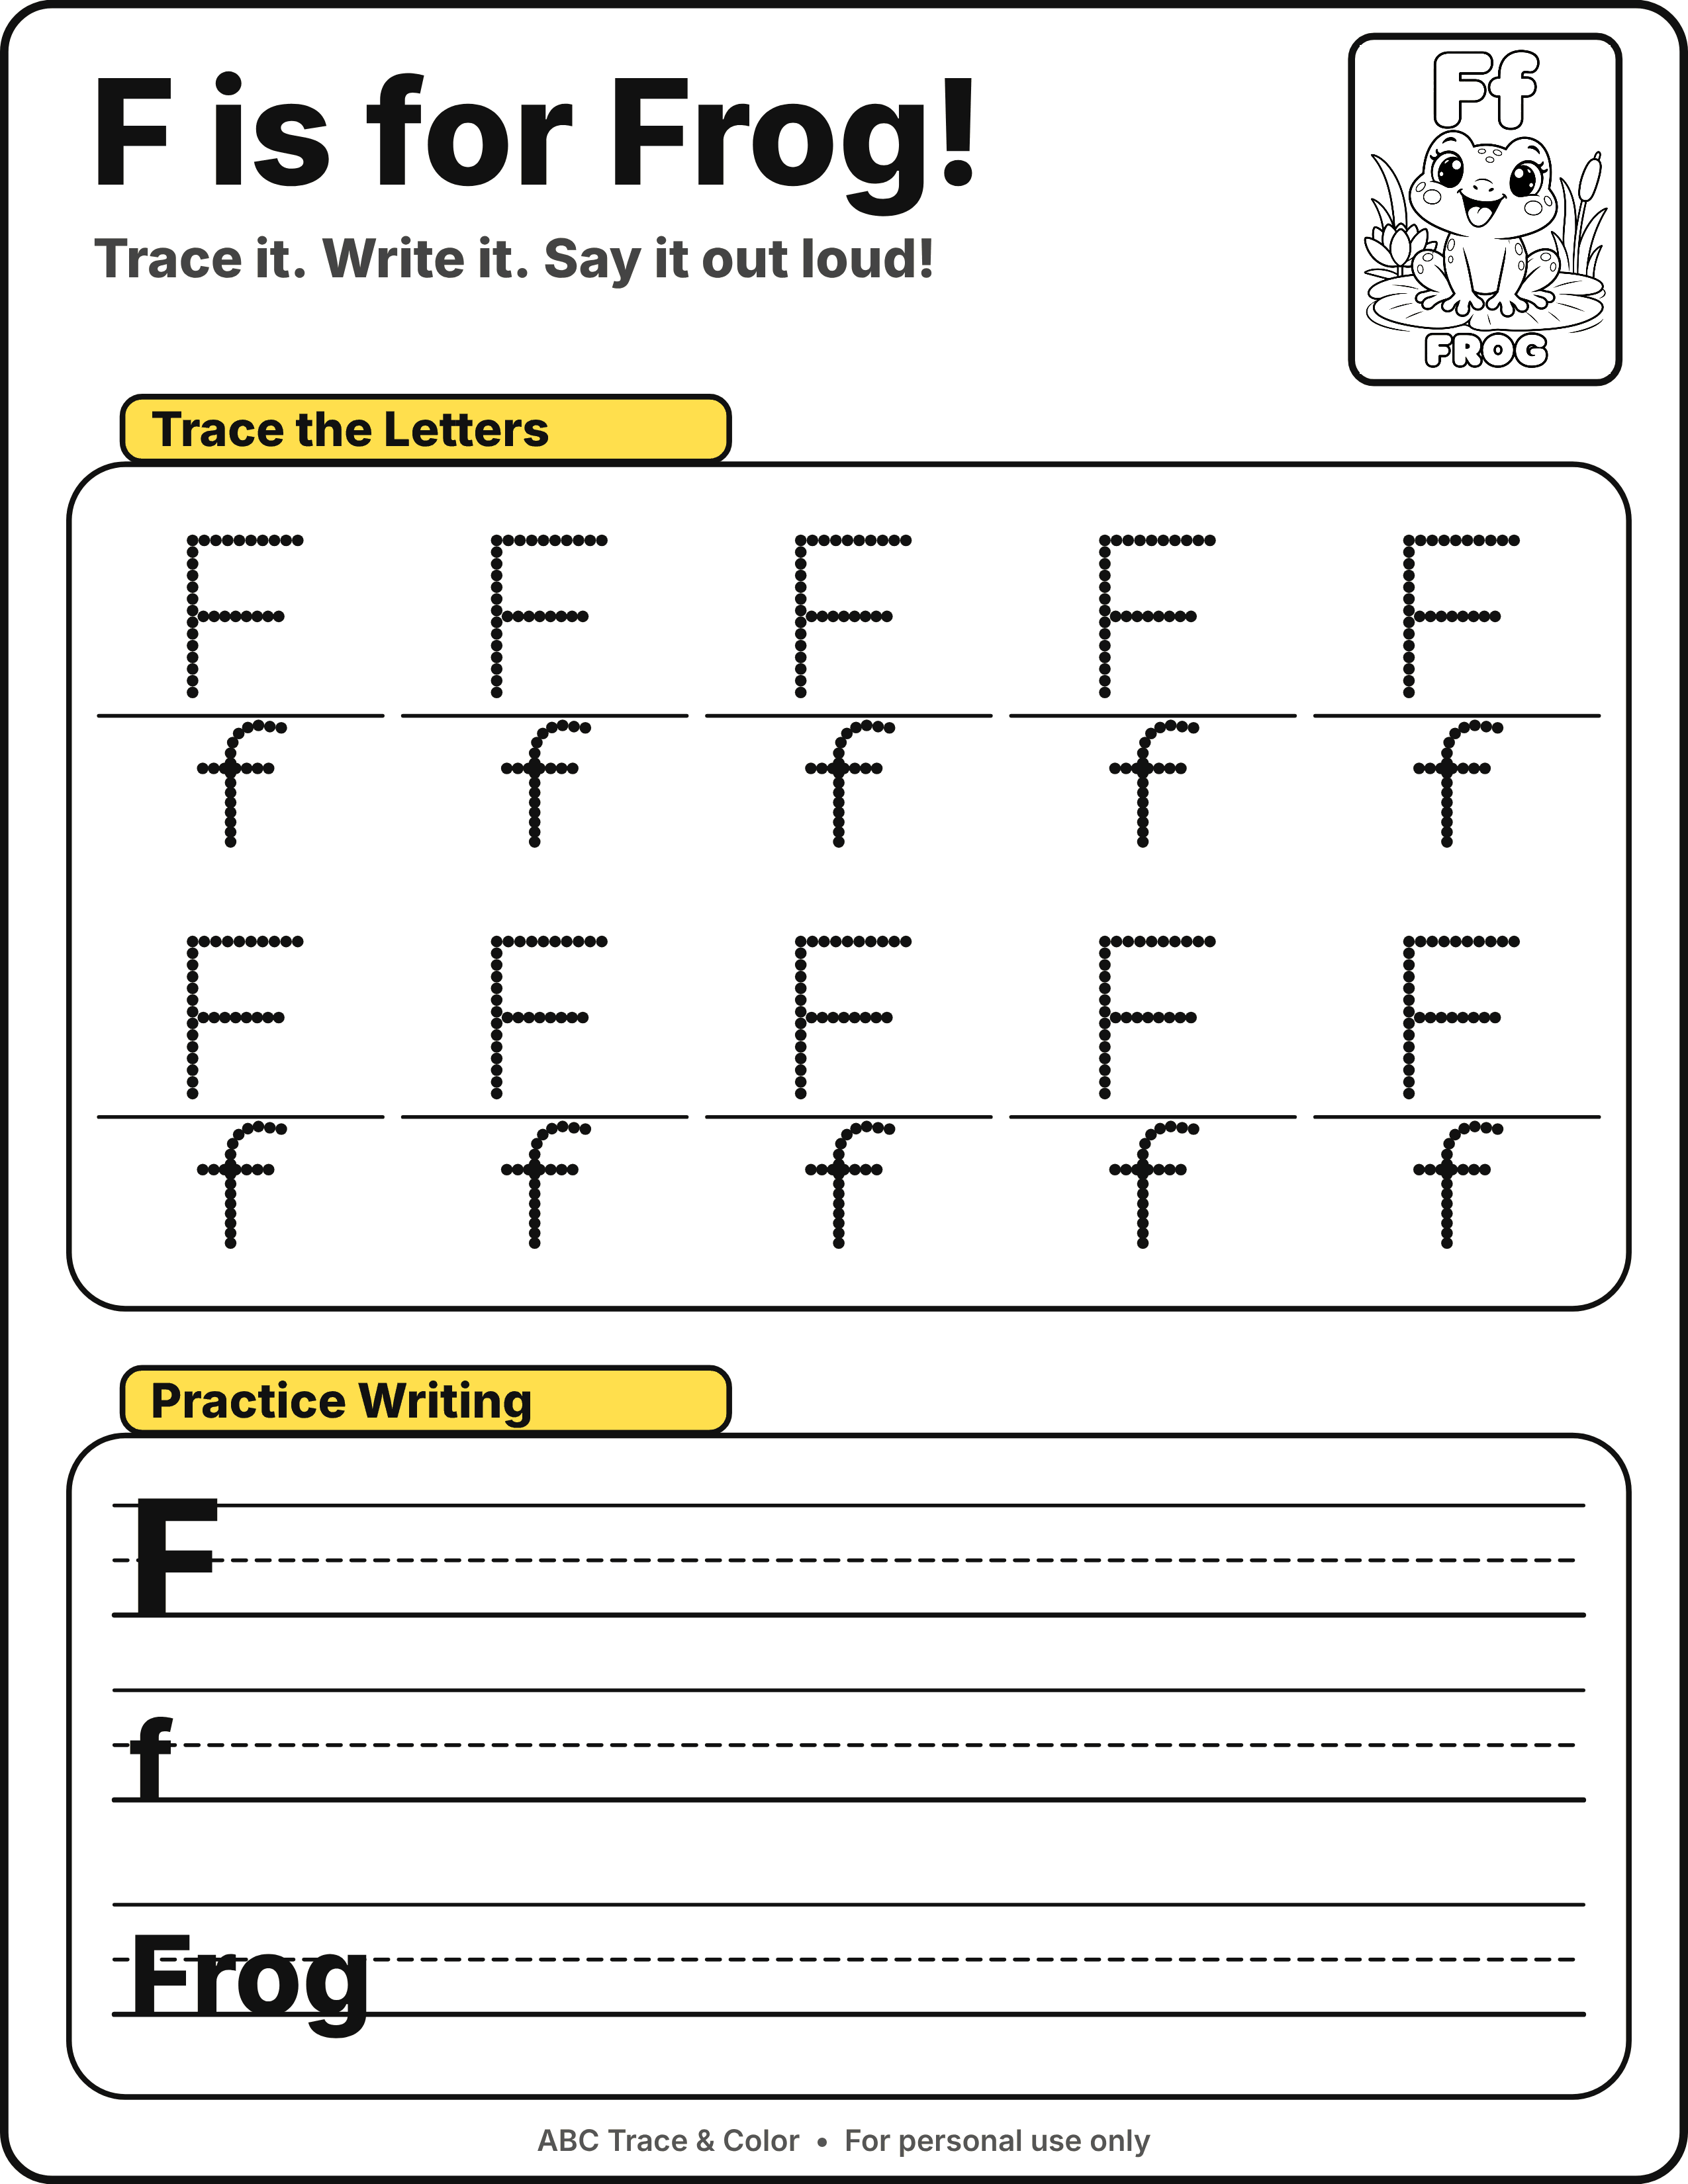 F is for Frog!
Trace it. Write it. Say it out loud!
Ff
FROG
Trace the Letters
F F F F F
f f f f f
F F F F F
f f f f f
Practice Writing
F
f
Frog
ABC Trace & Color • For personal use only